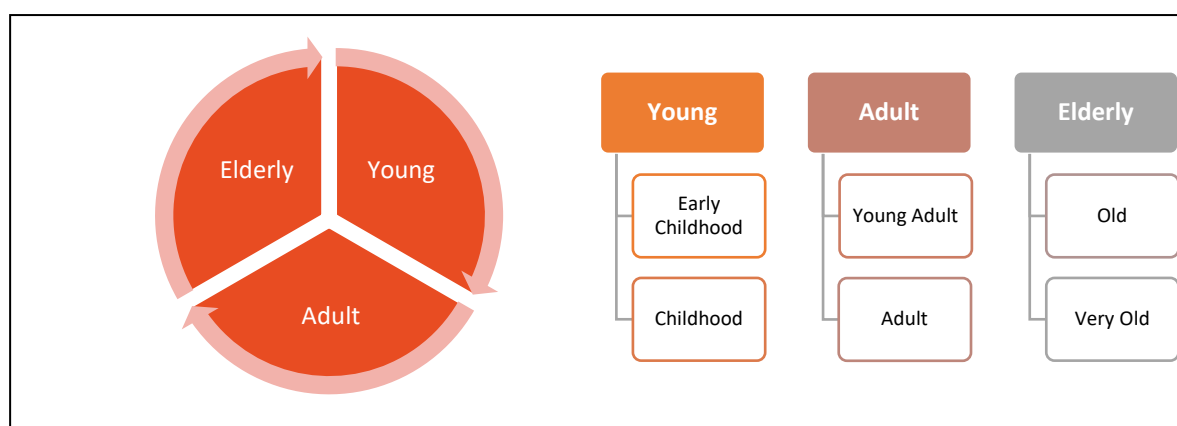 Elderly
Young
Adult
Young
Early
Childhood
Childhood
Adult
Young Adult
Adult
Elderly
Old
Very Old